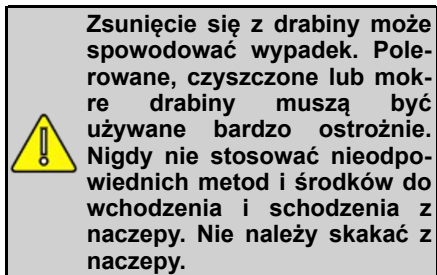 Zsunięcie się z drabiny może
spowodować wypadek. Pole-
rowane, czyszczone lub mok-
re drabiny muszą być
używane bardzo ostrożnie.
Nigdy nie stosować nieodpo-
wiednich metod i środków do
wchodzenia i schodzenia z
naczepy. Nie należy skakać z
naczepy.